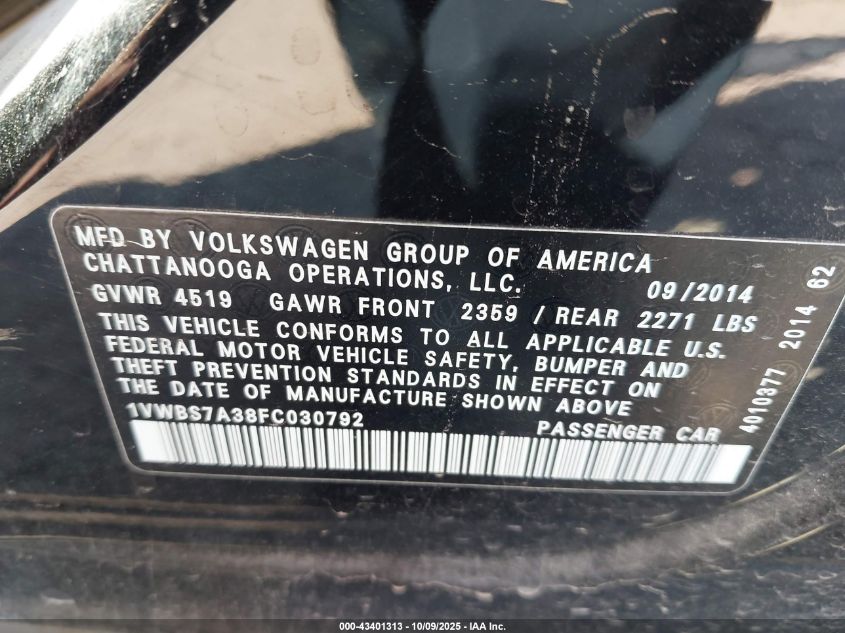 MFD BY VOLKSWAGEN GROUP OF AMERICA
CHATTANOOGA OPERATIONS, LLC. 09/2014
GVWR 4519 GAWR FRONT 2359 / REAR 2271 LBS
THIS VEHICLE CONFORMS TO ALL APPLICABLE U.S.
FEDERAL MOTOR VEHICLE SAFETY, BUMPER AND
THEFT PREVENTION STANDARDS IN EFFECT ON
THE DATE OF MANUFACTURE SHOWN ABOVE
1VWBS7A38FC030792 PASSENGER CAR
4010377 2014 62
000-43401313 - 10/09/2025 - IAA Inc.